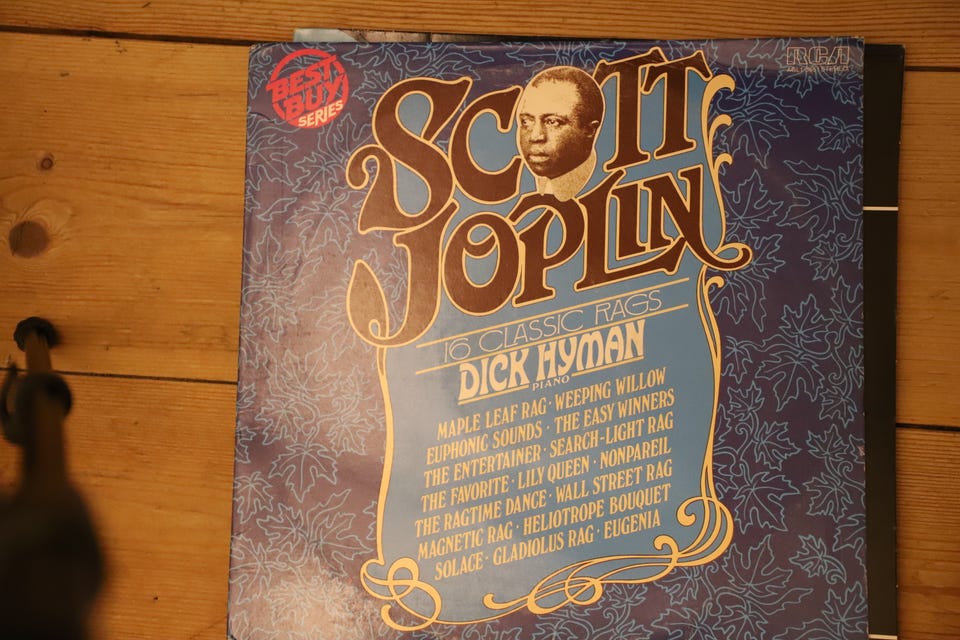 BEST BUY SERIES
RCA
STEREO
SCOTT
JOPLIN
16 CLASSIC RAGS
DICK HYMAN
PIANO
MAPLE LEAF RAG · WEEPING WILLOW
EUPHONIC SOUNDS · THE EASY WINNERS
THE ENTERTAINER · SEARCH-LIGHT RAG
THE FAVORITE · LILY QUEEN · NONPAREIL
THE RAGTIME DANCE · WALL STREET RAG
MAGNETIC RAG · HELIOTROPE BOUQUET
SOLACE · GLADIOLUS RAG · EUGENIA